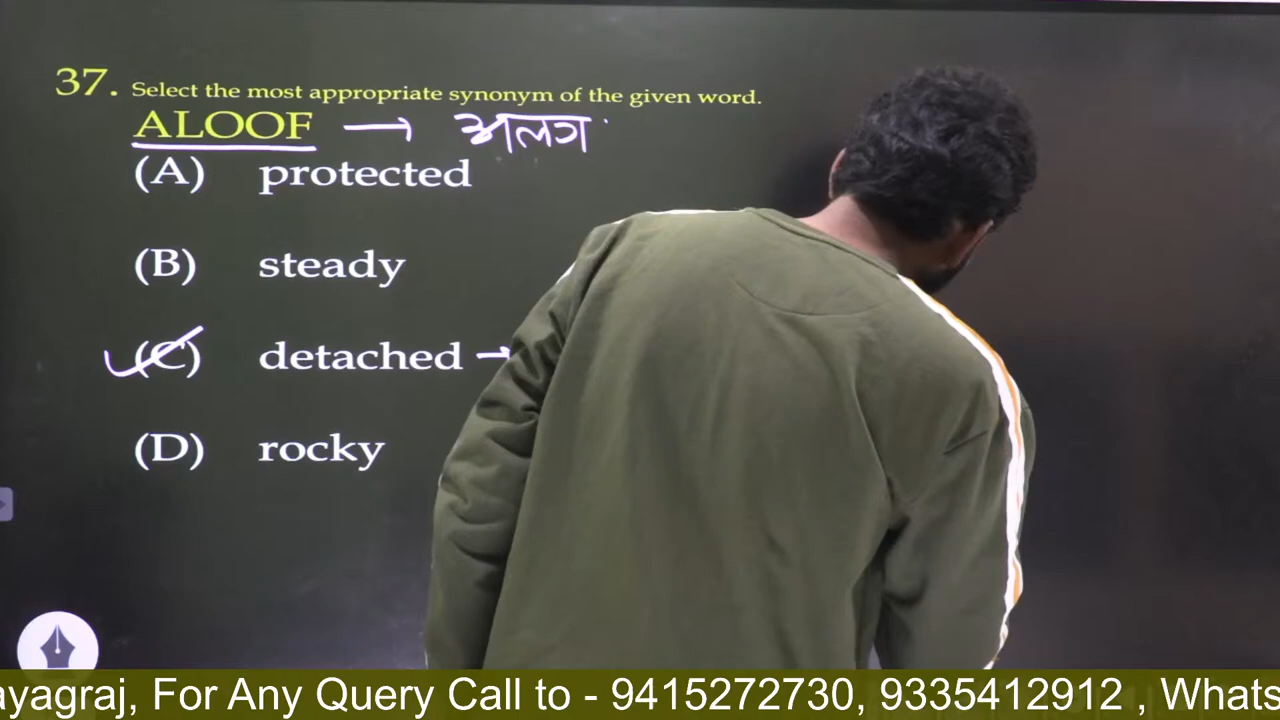 37. Select the most appropriate synonym of the given word.
ALOOF → अलग
(A) protected
(B) steady
(C) detached →
(D) rocky
ayagraj, For Any Query Call to - 9415272730, 9335412912 , Whats